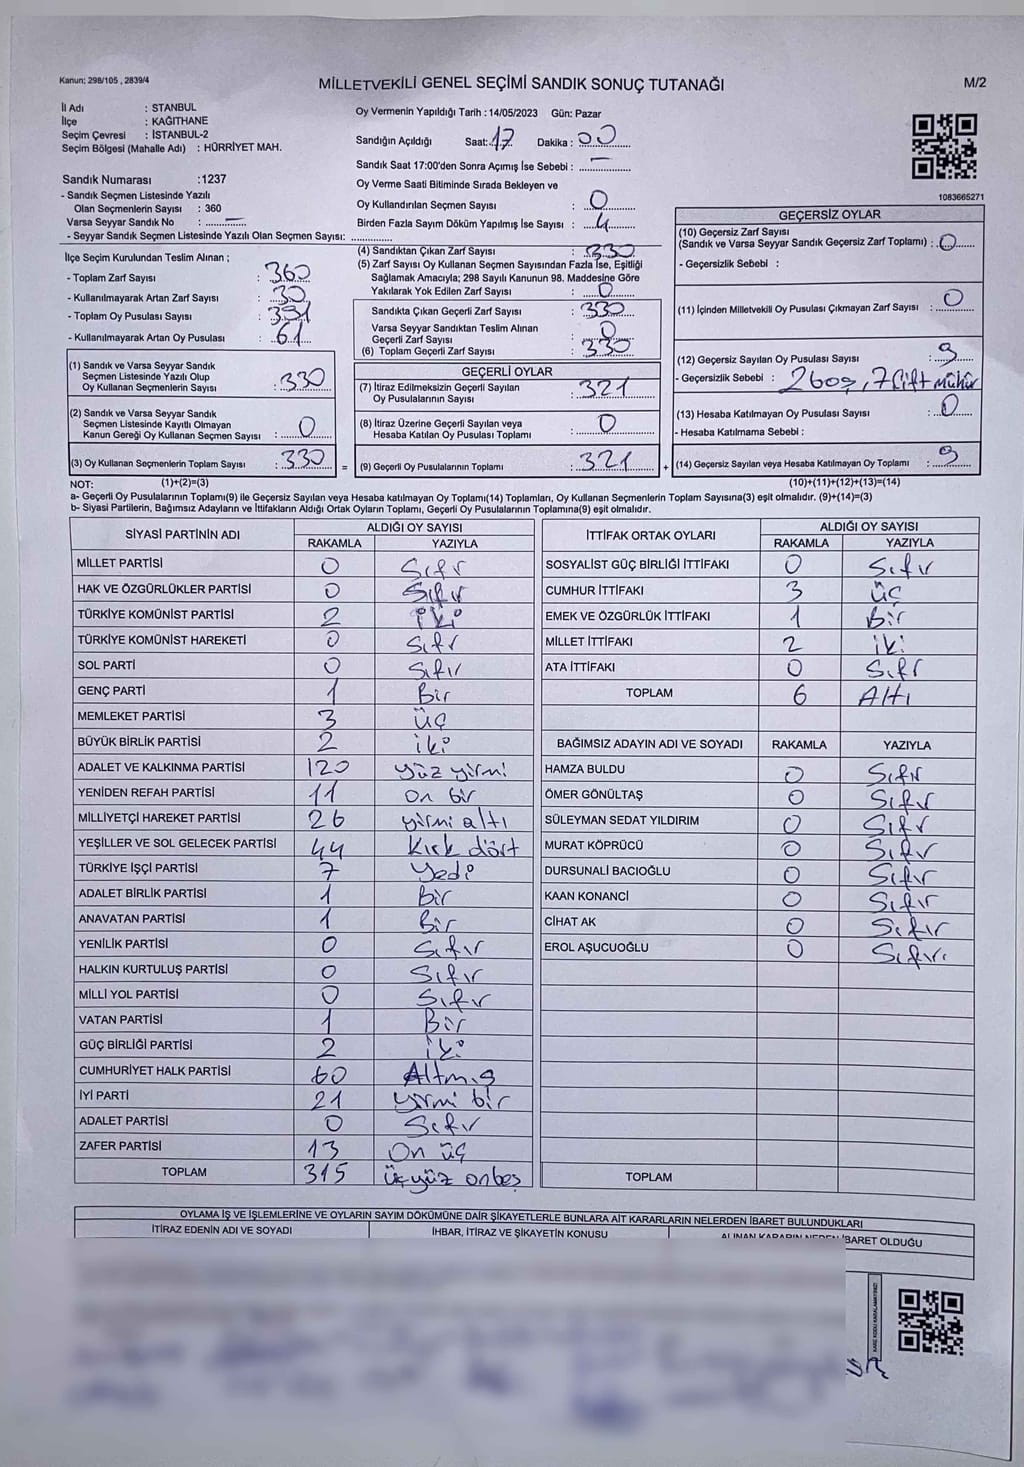 Kanun; 298/105 , 2839/4
MİLLETVEKİLİ GENEL SEÇİMİ SANDIK SONUÇ TUTANAĞI
M/2
İl Adı : STANBUL
İlçe : KAĞITHANE
Seçim Çevresi : İSTANBUL-2
Seçim Bölgesi (Mahalle Adı) : HÜRRİYET MAH.
Oy Vermenin Yapıldığı Tarih : 14/05/2023 Gün: Pazar
Sandığın Açıldığı Saat: 17 Dakika: 00
Sandık Saat 17:00'den Sonra Açımış İse Sebebi : —
Oy Verme Saati Bitiminde Sırada Bekleyen ve
Oy Kullandırılan Seçmen Sayısı : 0
Birden Fazla Sayım Döküm Yapılmış İse Sayısı : 4
1083665271
Sandık Numarası :1237
- Sandık Seçmen Listesinde Yazılı
Olan Seçmenlerin Sayısı : 360
Varsa Seyyar Sandık No : —
- Seyyar Sandık Seçmen Listesinde Yazılı Olan Seçmen Sayısı:
İlçe Seçim Kurulundan Teslim Alınan ;
- Toplam Zarf Sayısı : 360
- Kullanılmayarak Artan Zarf Sayısı : 30
- Toplam Oy Pusulası Sayısı : 391
- Kullanılmayarak Artan Oy Pusulası : 61
(4) Sandıktan Çıkan Zarf Sayısı : 330
(5) Zarf Sayısı Oy Kullanan Seçmen Sayısından Fazla İse, Eşitliği
Sağlamak Amacıyla; 298 Sayılı Kanunun 98. Maddesine Göre
Yakılarak Yok Edilen Zarf Sayısı : 0
Sandıkta Çıkan Geçerli Zarf Sayısı : 330
Varsa Seyyar Sandıktan Teslim Alınan
Geçerli Zarf Sayısı : 0
(6) Toplam Geçerli Zarf Sayısı : 330
GEÇERSİZ OYLAR
(10) Geçersiz Zarf Sayısı
(Sandık ve Varsa Seyyar Sandık Geçersiz Zarf Toplamı) : 0
- Geçersizlik Sebebi :
(11) İçinden Milletvekili Oy Pusulası Çıkmayan Zarf Sayısı : 0
(12) Geçersiz Sayılan Oy Pusulası Sayısı : 9
- Geçersizlik Sebebi : 2 boş, 7 Çift mühür
(13) Hesaba Katılmayan Oy Pusulası Sayısı : 0
- Hesaba Katılmama Sebebi :
(14) Geçersiz Sayılan veya Hesaba Katılmayan Oy Toplamı : 9
(10)+(11)+(12)+(13)=(14)
(1) Sandık ve Varsa Seyyar Sandık
Seçmen Listesinde Yazılı Olup
Oy Kullanan Seçmenlerin Sayısı : 330
(2) Sandık ve Varsa Seyyar Sandık
Seçmen Listesinde Kayıtlı Olmayan
Kanun Gereği Oy Kullanan Seçmen Sayısı : 0
(3) Oy Kullanan Seçmenlerin Toplam Sayısı : 330 =
GEÇERLİ OYLAR
(7) İtiraz Edilmeksizin Geçerli Sayılan
Oy Pusulalarının Sayısı : 321
(8) İtiraz Üzerine Geçerli Sayılan veya
Hesaba Katılan Oy Pusulası Toplamı : 0
(9) Geçerli Oy Pusulalarının Toplamı : 321 +
NOT: (1)+(2)=(3)
a- Geçerli Oy Pusulalarının Toplamı(9) ile Geçersiz Sayılan veya Hesaba katılmayan Oy Toplamı(14) Toplamları, Oy Kullanan Seçmenlerin Toplam Sayısına(3) eşit olmalıdır. (9)+(14)=(3)
b- Siyasi Partilerin, Bağımsız Adayların ve İttifakların Aldığı Ortak Oyların Toplamı, Geçerli Oy Pusulalarının Toplamına(9) eşit olmalıdır.
SİYASİ PARTİNİN ADI ALDIĞI OY SAYISI
RAKAMLA YAZIYLA
MİLLET PARTİSİ 0 Sıfır
HAK VE ÖZGÜRLÜKLER PARTİSİ 0 Sıfır
TÜRKİYE KOMÜNİST PARTİSİ 2 iki
TÜRKİYE KOMÜNİST HAREKETİ 0 Sıfır
SOL PARTİ 0 Sıfır
GENÇ PARTİ 1 Bir
MEMLEKET PARTİSİ 3 üç
BÜYÜK BİRLİK PARTİSİ 2 iki
ADALET VE KALKINMA PARTİSİ 120 yüz yirmi
YENİDEN REFAH PARTİSİ 11 on bir
MİLLİYETÇİ HAREKET PARTİSİ 26 yirmi altı
YEŞİLLER VE SOL GELECEK PARTİSİ 44 Kırk dört
TÜRKİYE İŞÇİ PARTİSİ 7 Yedi
ADALET BİRLİK PARTİSİ 1 Bir
ANAVATAN PARTİSİ 1 Bir
YENİLİK PARTİSİ 0 Sıfır
HALKIN KURTULUŞ PARTİSİ 0 Sıfır
MİLLİ YOL PARTİSİ 0 Sıfır
VATAN PARTİSİ 1 Bir
GÜÇ BİRLİĞİ PARTİSİ 2 iki
CUMHURİYET HALK PARTİSİ 60 Altmış
İYİ PARTİ 21 yirmi bir
ADALET PARTİSİ 0 Sıfır
ZAFER PARTİSİ 13 On üç
TOPLAM 315 üçyüz onbeş
İTTİFAK ORTAK OYLARI ALDIĞI OY SAYISI
RAKAMLA YAZIYLA
SOSYALİST GÜÇ BİRLİĞİ İTTİFAKI 0 Sıfır
CUMHUR İTTİFAKI 3 üç
EMEK VE ÖZGÜRLÜK İTTİFAKI 1 Bir
MİLLET İTTİFAKI 2 iki
ATA İTTİFAKI 0 Sıfır
TOPLAM 6 Altı
BAĞIMSIZ ADAYIN ADI VE SOYADI RAKAMLA YAZIYLA
HAMZA BULDU 0 Sıfır
ÖMER GÖNÜLTAŞ 0 Sıfır
SÜLEYMAN SEDAT YILDIRIM 0 Sıfır
MURAT KÖPRÜCÜ 0 Sıfır
DURSUNALİ BACIOĞLU 0 Sıfır
KAAN KONANCİ 0 Sıfır
CİHAT AK 0 Sıfır
EROL AŞUCUOĞLU 0 Sıfır
TOPLAM
OYLAMA İŞ VE İŞLEMLERİNE VE OYLARIN SAYIM DÖKÜMÜNE DAİR ŞİKAYETLERLE BUNLARA AİT KARARLARIN NELERDEN İBARET BULUNDUKLARI
İTİRAZ EDENİN ADI VE SOYADI İHBAR, İTİRAZ VE ŞİKAYETİN KONUSU ALINAN KARARIN NEDEN İBARET OLDUĞU
KARE KODU KARALAMAYINIZ!